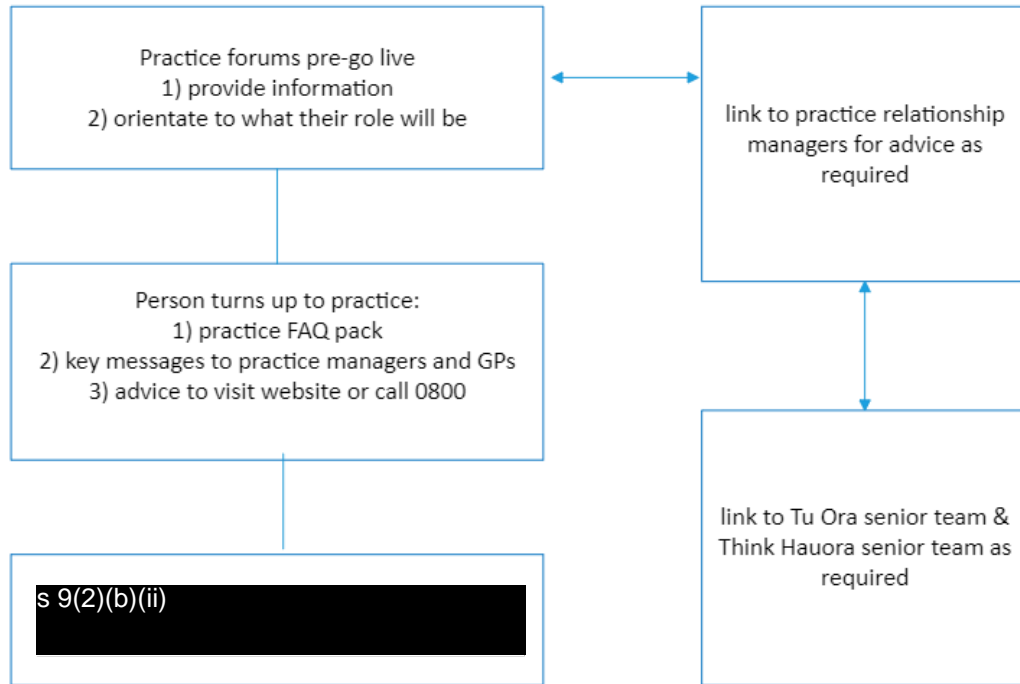 Practice forums pre-go live
1) provide information
2) orientate to what their role will be
link to practice relationship
managers for advice as
required
Person turns up to practice:
1) practice FAQ pack
2) key messages to practice managers and GPs
3) advice to visit website or call 0800
link to Tu Ora senior team &
Think Hauora senior team as
required
s 9(2)(b)(ii)